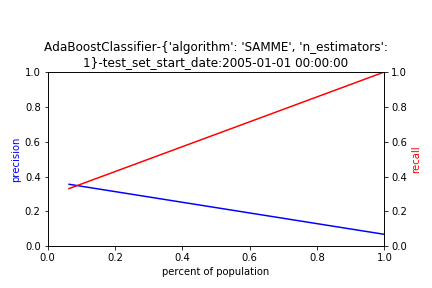 AdaBoostClassifier-{'algorithm': 'SAMME', 'n_estimators':
1}-test_set_start_date:2005-01-01 00:00:00
1.0
0.8
0.6
0.4
0.2
0.0
precision
1.0
0.8
0.6
0.4
0.2
0.0
recall
0.0 0.2 0.4 0.6 0.8 1.0
percent of population